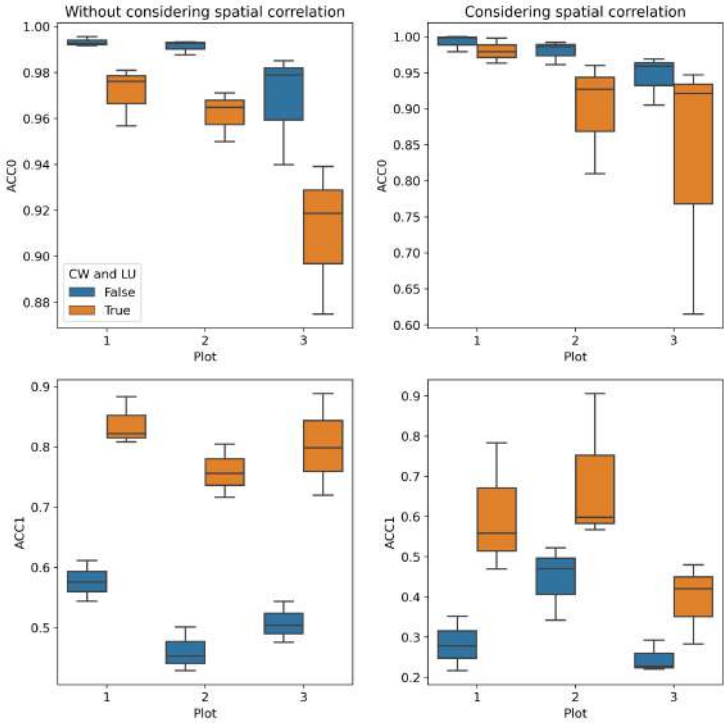 Without considering spatial correlation
Considering spatial correlation
1.00
0.98
0.96
0.94
0.92
0.90
0.88
ACC0
CW and LU
False
True
1 2 3
Plot
1.00
0.95
0.90
0.85
0.80
0.75
0.70
0.65
0.60
ACC0
1 2 3
Plot
0.9
0.8
0.7
0.6
0.5
ACC1
1 2 3
Plot
0.9
0.8
0.7
0.6
0.5
0.4
0.3
0.2
ACC1
1 2 3
Plot